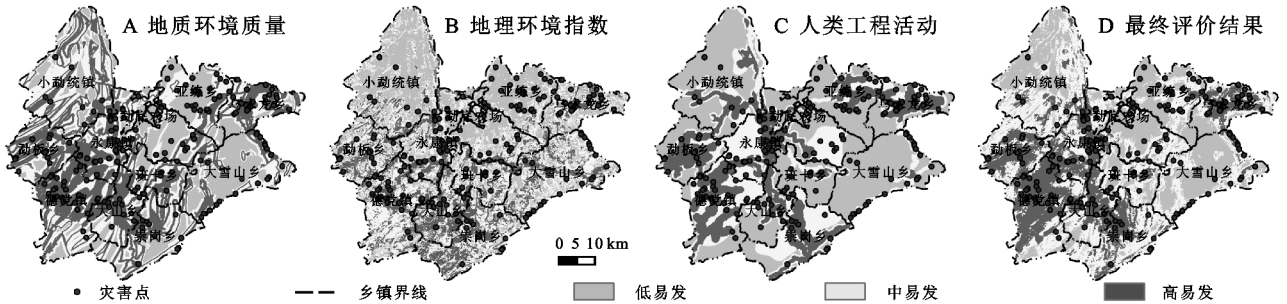 A 地质环境质量
小勐统镇
亚练乡
勐底农场
永康镇
勐板乡
大雪山乡
德党镇
大山乡
崇岗乡
B 地理环境指数
小勐统镇
亚练乡
勐底农场
永康镇
勐板乡
大雪山乡
德党镇
大山乡
崇岗乡
0 5 10 km
C 人类工程活动
小勐统镇
亚练乡
勐底农场
永康镇
勐板乡
大雪山乡
德党镇
大山乡
崇岗乡
D 最终评价结果
小勐统镇
亚练乡
勐底农场
永康镇
勐板乡
大雪山乡
德党镇
大山乡
崇岗乡
灾害点
乡镇界线
低易发
中易发
高易发